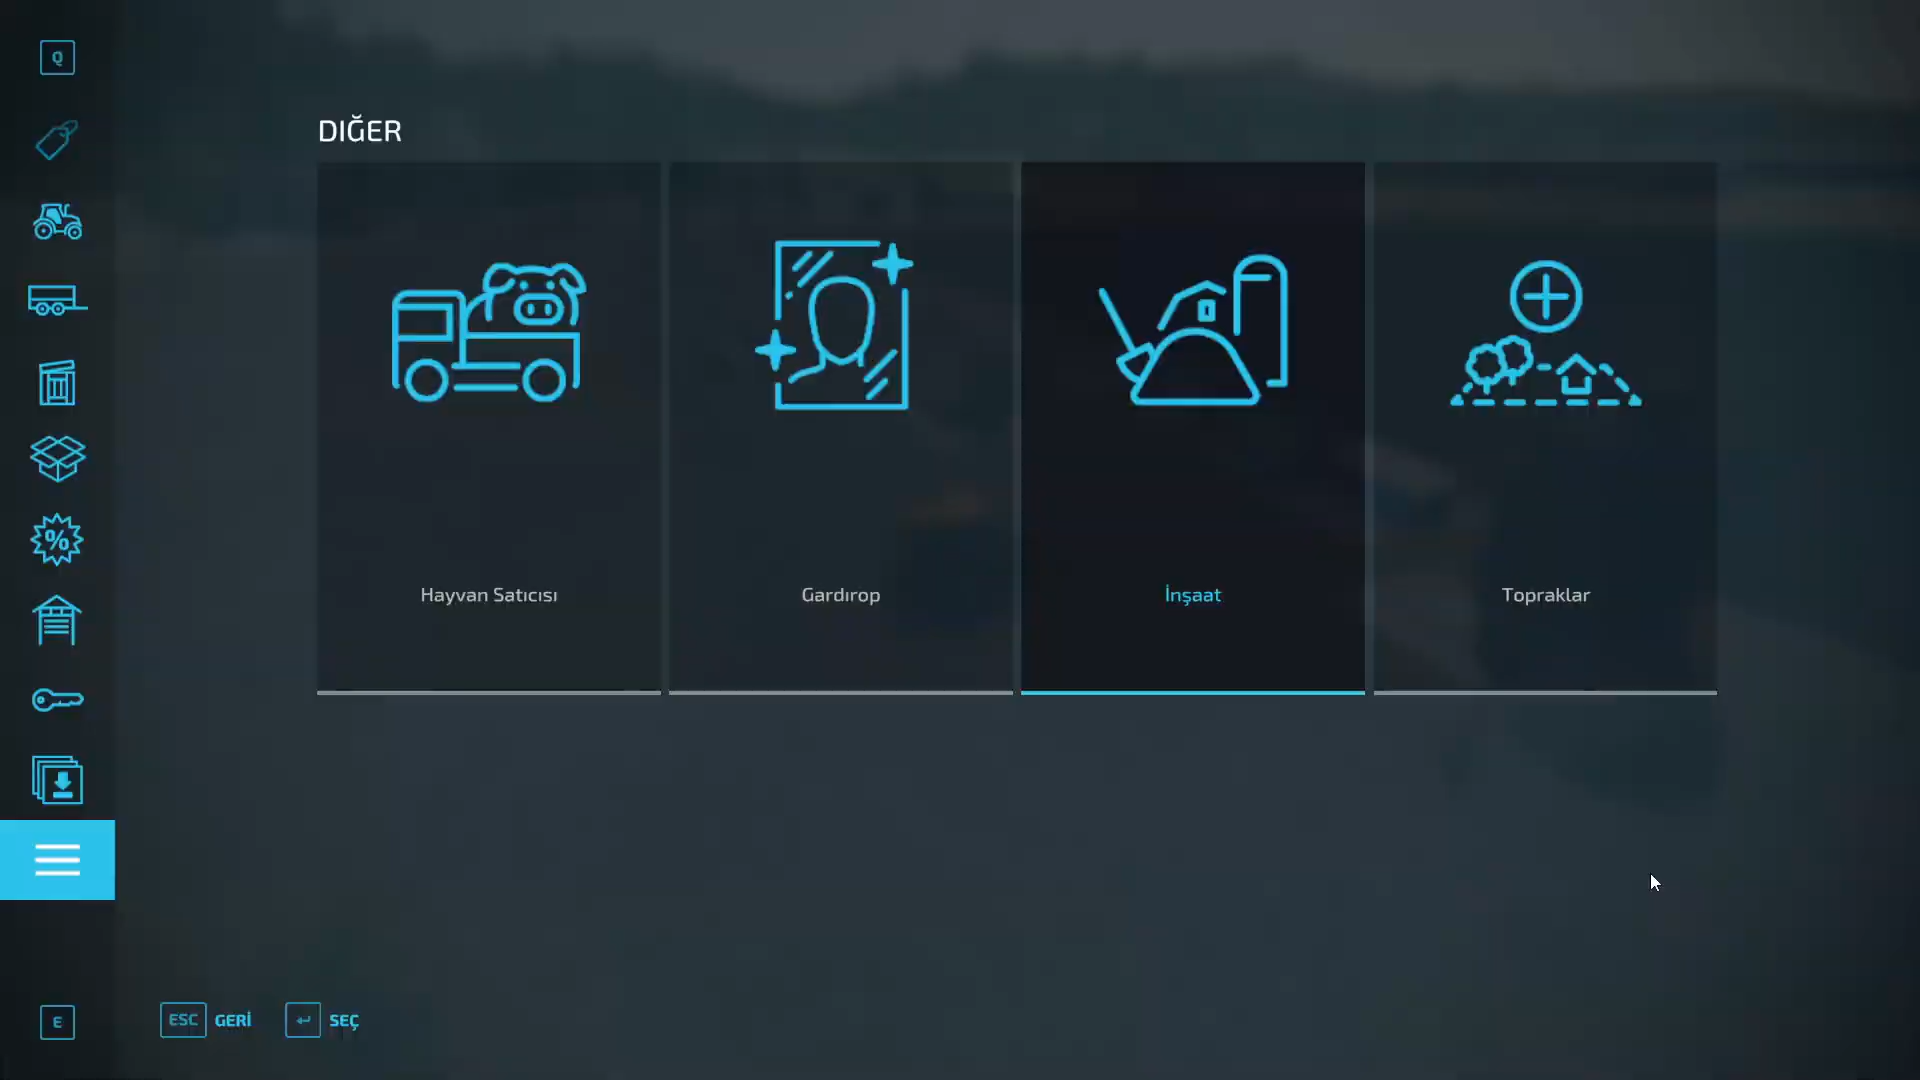 Q
DIĞER
Hayvan Satıcısı
Gardırop
İnşaat
Topraklar
%
E
ESC GERİ
SEÇ